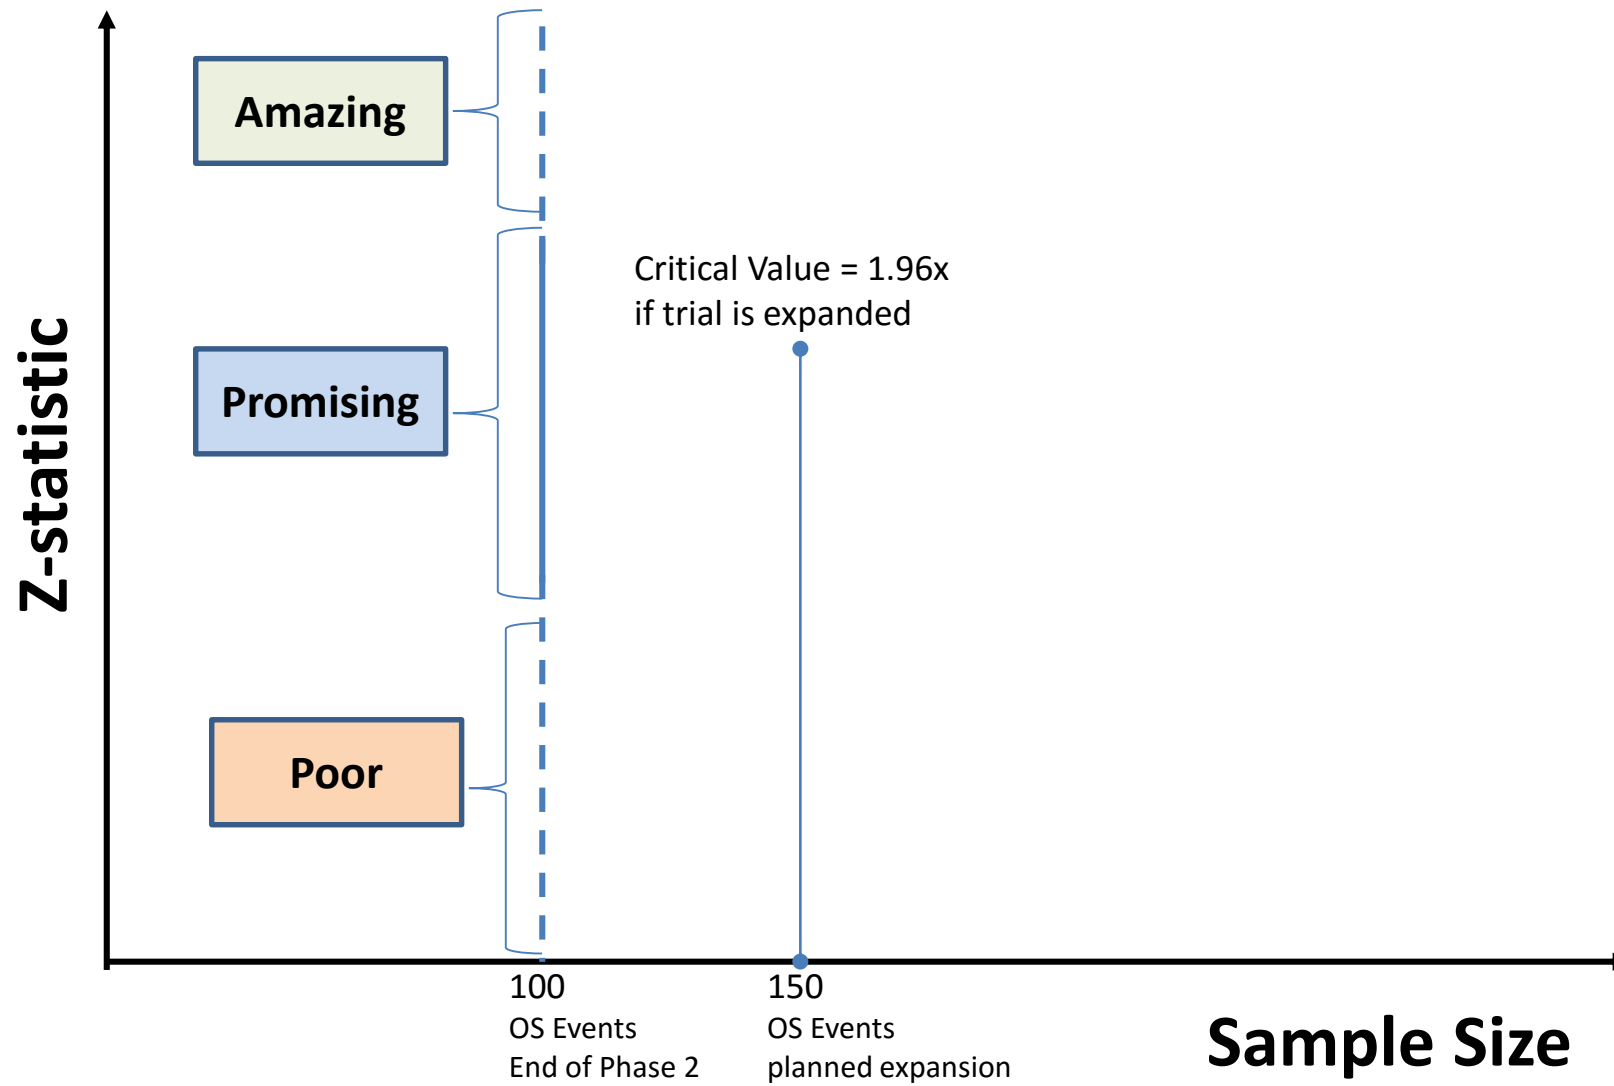 Amazing
Critical Value = 1.96x
if trial is expanded
Promising
Z-statistic
Poor
100
OS Events
End of Phase 2
150
OS Events
planned expansion
Sample Size